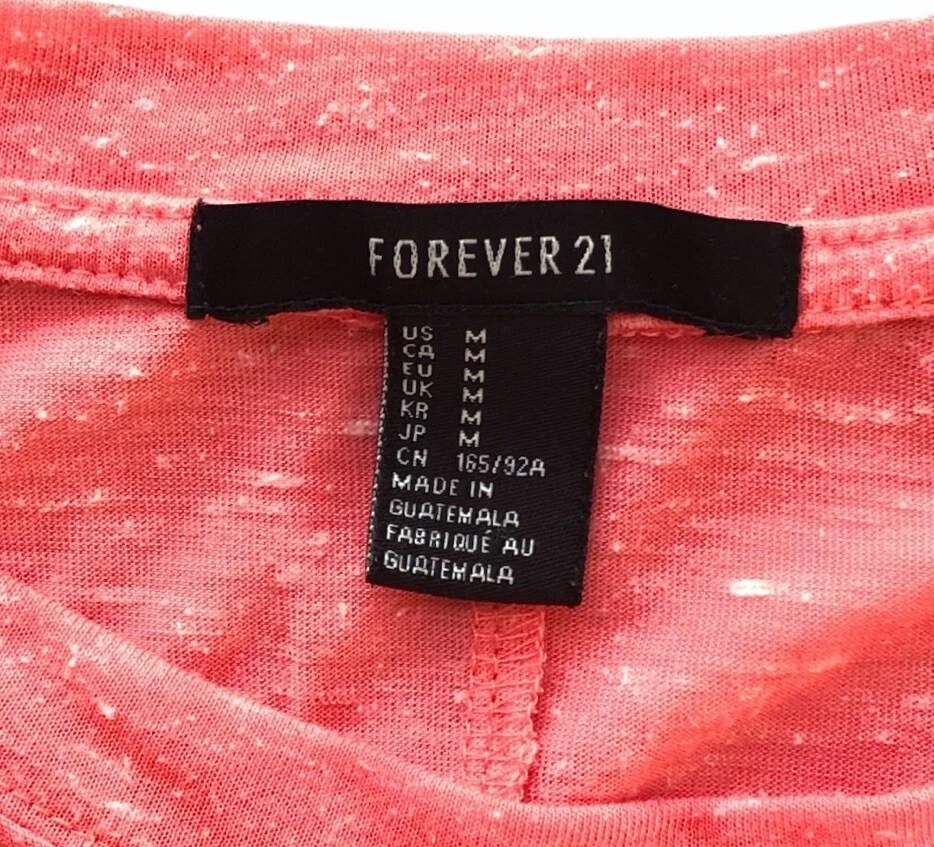 FOREVER 21
US M
CA M
EU M
UK M
KR M
JP M
CN 165/92A
MADE IN
GUATEMALA
FABRIQUÉ AU
GUATEMALA